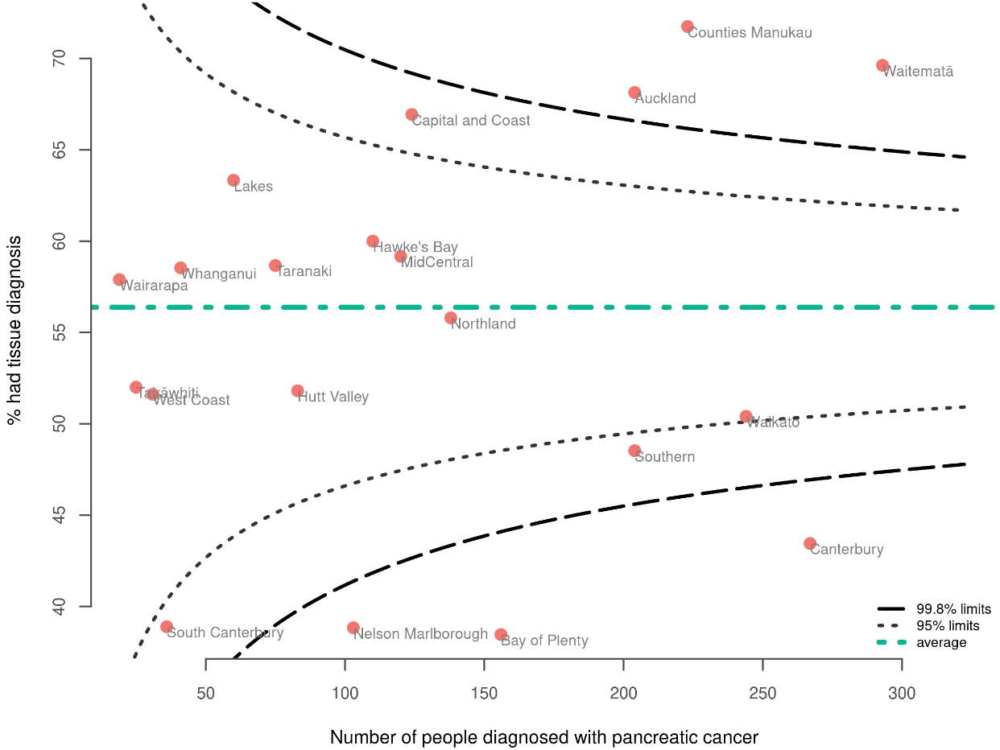 Counties Manukau
70
Waitematā
Auckland
Capital and Coast
65
Lakes
60
Hawke's Bay
MidCentral
Whanganui
Taranaki
Wairarapa
% had tissue diagnosis
55
Northland
Tairāwhiti
West Coast
Hutt Valley
50
Waikato
Southern
45
Canterbury
40
99.8% limits
95% limits
average
South Canterbury
Nelson Marlborough
Bay of Plenty
50 100 150 200 250 300
Number of people diagnosed with pancreatic cancer